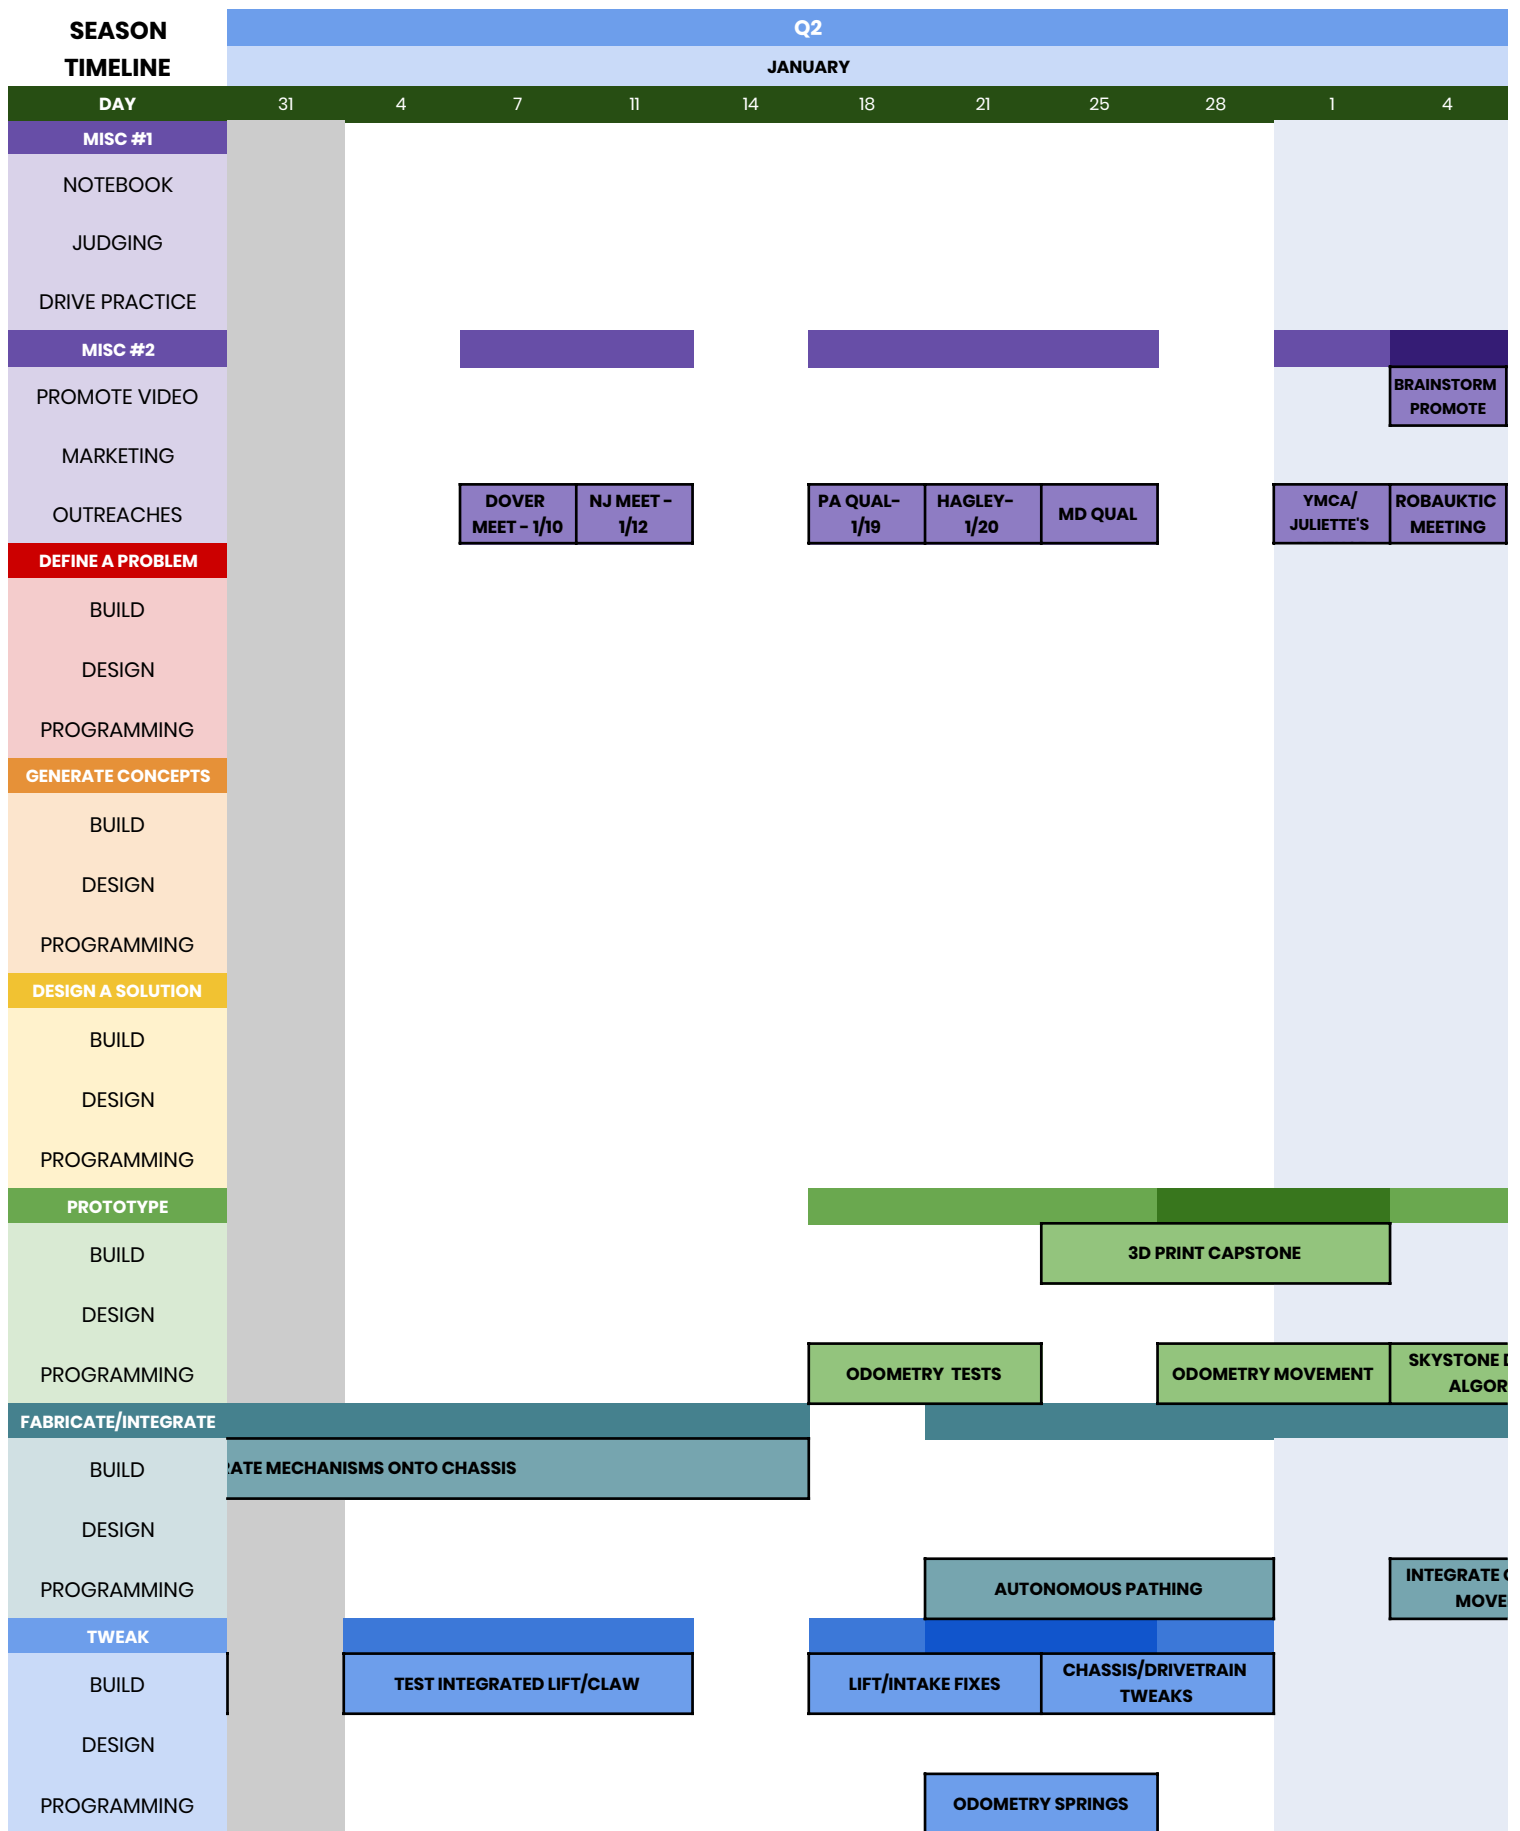 SEASON
TIMELINE
Q2
JANUARY
DAY 31 4 7 11 14 18 21 25 28 1 4
MISC #1
NOTEBOOK
JUDGING
DRIVE PRACTICE
MISC #2
PROMOTE VIDEO
BRAINSTORM
PROMOTE
MARKETING
OUTREACHES
DOVER
MEET - 1/10
NJ MEET -
1/12
PA QUAL-
1/19
HAGLEY-
1/20
MD QUAL
YMCA/
JULIETTE'S
ROBAUKTIC
MEETING
DEFINE A PROBLEM
BUILD
DESIGN
PROGRAMMING
GENERATE CONCEPTS
BUILD
DESIGN
PROGRAMMING
DESIGN A SOLUTION
BUILD
DESIGN
PROGRAMMING
PROTOTYPE
BUILD
3D PRINT CAPSTONE
DESIGN
PROGRAMMING
ODOMETRY TESTS
ODOMETRY MOVEMENT
SKYSTONE
ALGOR
FABRICATE/INTEGRATE
BUILD
RATE MECHANISMS ONTO CHASSIS
DESIGN
PROGRAMMING
AUTONOMOUS PATHING
INTEGRATE
MOVE
TWEAK
BUILD
TEST INTEGRATED LIFT/CLAW
LIFT/INTAKE FIXES
CHASSIS/DRIVETRAIN
TWEAKS
DESIGN
PROGRAMMING
ODOMETRY SPRINGS